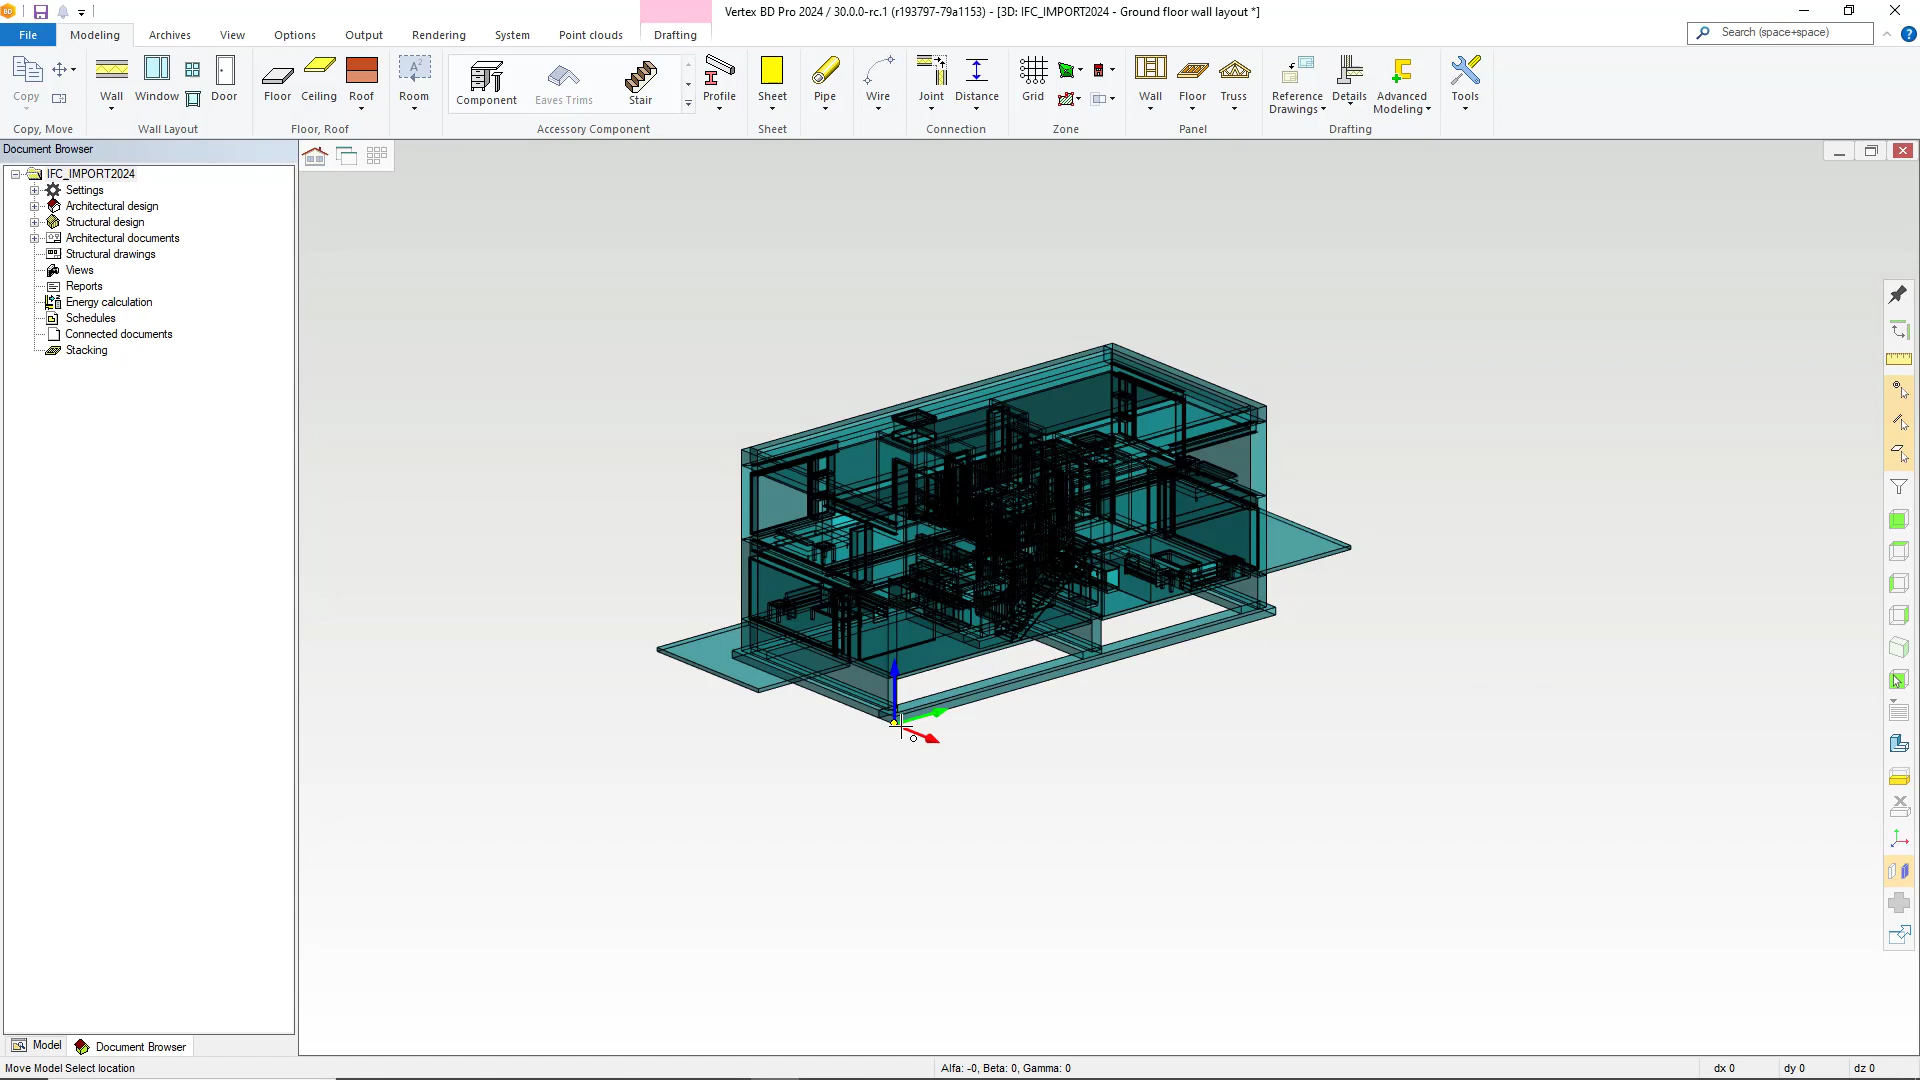 BD
Vertex BD Pro 2024 / 30.0.0-rc.1 (r193797-79a1153) - [3D: IFC_IMPORT2024 - Ground floor wall layout *]
File Modeling Archives View Options Output Rendering System Point clouds Drafting
Search (space+space)
Copy Wall Window Door Floor Ceiling Roof Room Component Eaves Trims Stair Profile Sheet Pipe Wire Joint Distance Grid Wall Floor Truss Reference Drawings Details Advanced Modeling Tools
Copy, Move Wall Layout Floor, Roof Accessory Component Sheet Connection Zone Panel Drafting
Document Browser
IFC_IMPORT2024
Settings
Architectural design
Structural design
Architectural documents
Structural drawings
Views
Reports
Energy calculation
Schedules
Connected documents
Stacking
Model Document Browser
Move Model Select location Alfa: -0, Beta: 0, Gamma: 0 dx 0 dy 0 dz 0